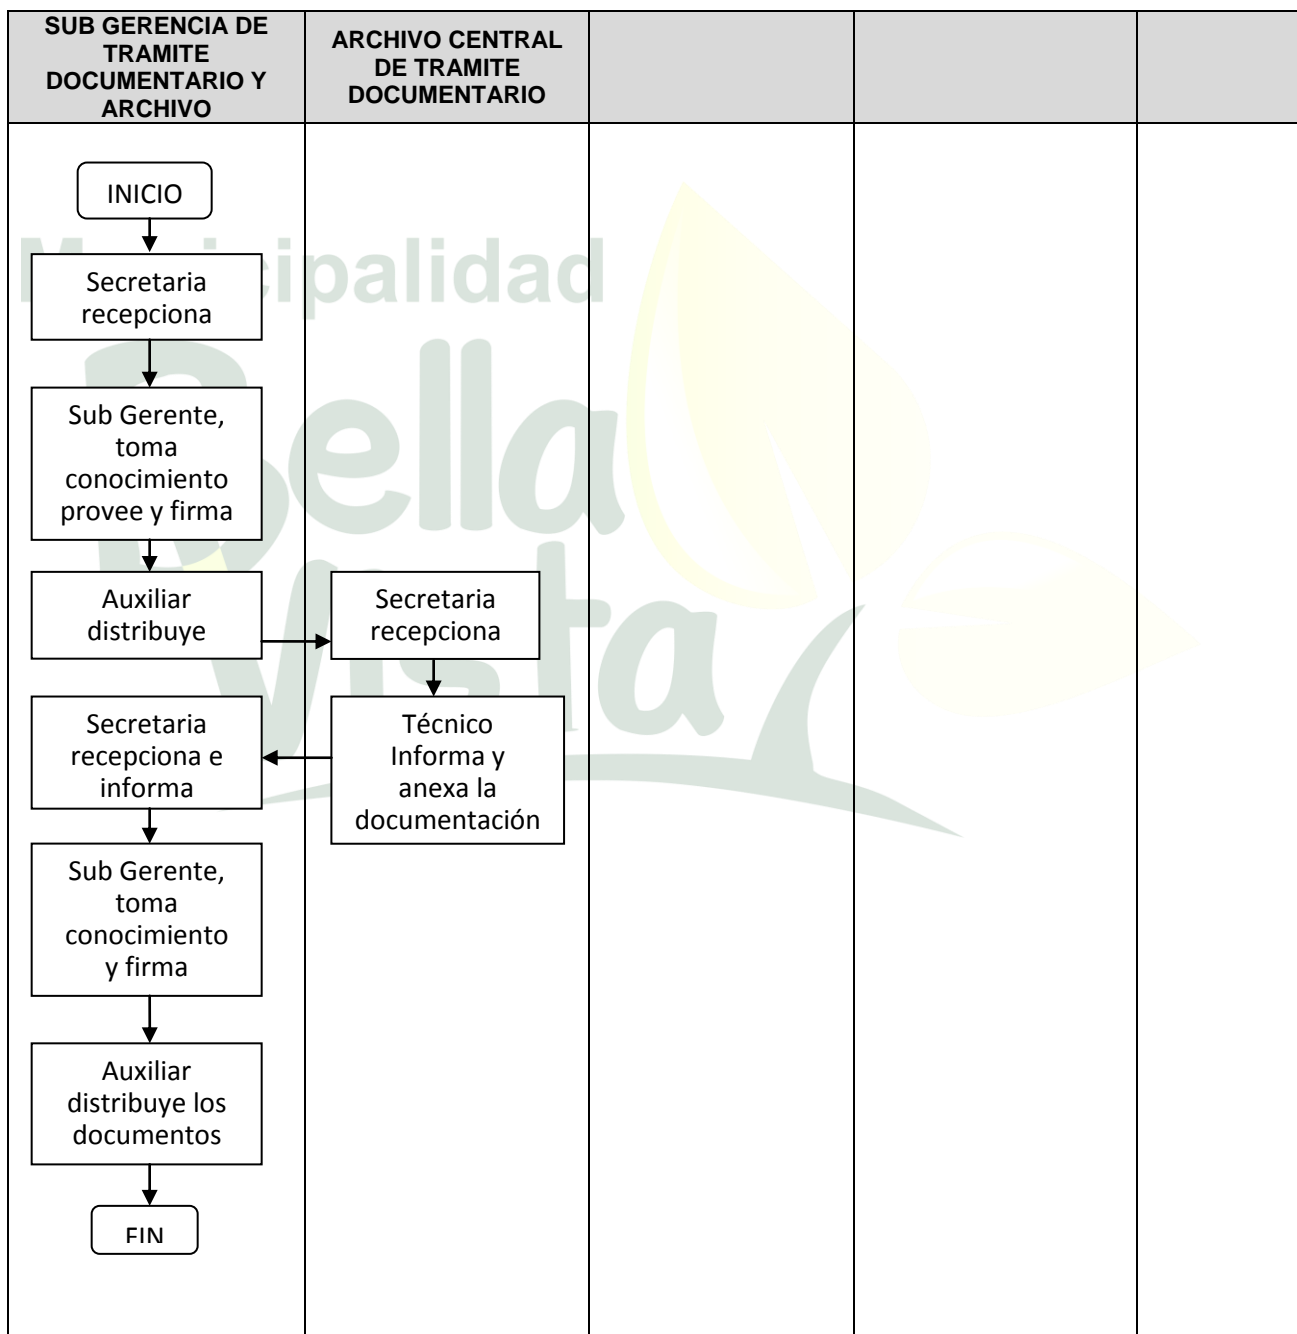 SUB GERENCIA DE
TRAMITE
DOCUMENTARIO Y
ARCHIVO
ARCHIVO CENTRAL
DE TRAMITE
DOCUMENTARIO
INICIO
Municipalidad
Bella
Vista
Secretaria
recepciona
Sub Gerente,
toma
conocimiento
provee y firma
Auxiliar
distribuye
Secretaria
recepciona
Técnico
Informa y
anexa la
documentación
Secretaria
recepciona e
informa
Sub Gerente,
toma
conocimiento
y firma
Auxiliar
distribuye los
documentos
FIN